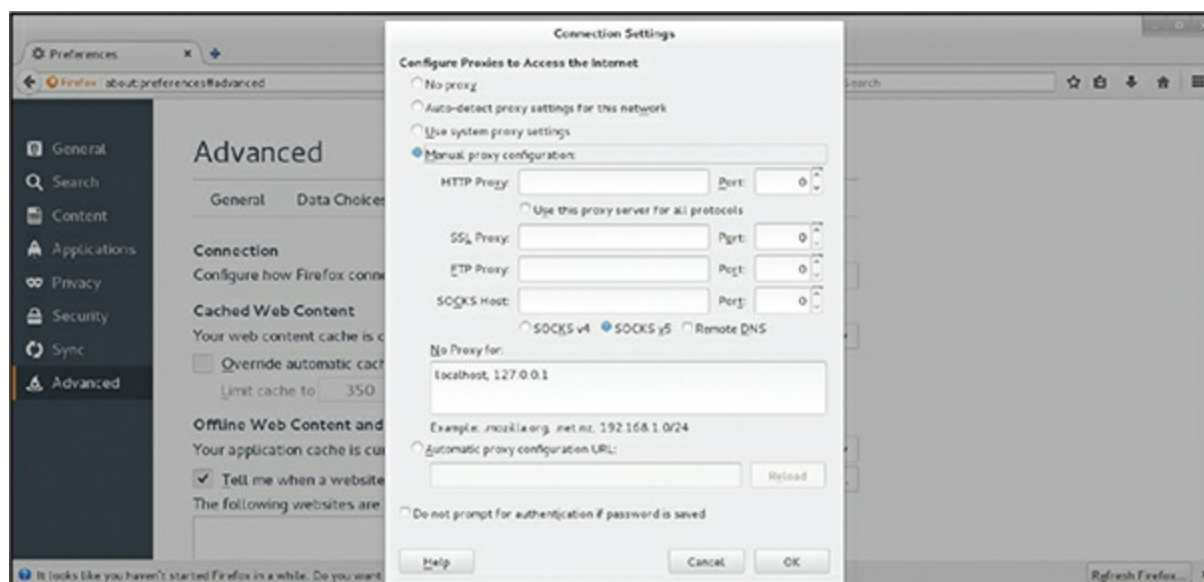 Connection Settings
Preferences
Firefox about:preferences#advanced
Search
General
Search
Content
Applications
Privacy
Security
Sync
Advanced
Advanced
General Data Choices
Connection
Configure how Firefox conne
Cached Web Content
Your web content cache is c
Override automatic cach
Limit cache to 350
Offline Web Content and
Your application cache is cu
Tell me when a website
The following websites are
Configure Proxies to Access the Internet
No proxy
Auto-detect proxy settings for this network
Use system proxy settings
Manual proxy configuration:
HTTP Proxy: Port: 0
Use this proxy server for all protocols
SSL Proxy: Port: 0
FTP Proxy: Port: 0
SOCKS Host: Port: 0
SOCKS v4 SOCKS v5 Remote DNS
No Proxy for:
localhost, 127.0.0.1
Example: .mozilla.org, .net.nz, 192.168.1.0/24
Automatic proxy configuration URL:
Reload
Do not prompt for authentication if password is saved
Help Cancel OK
It looks like you haven't started Firefox in a while. Do you want
Refresh Firefox...